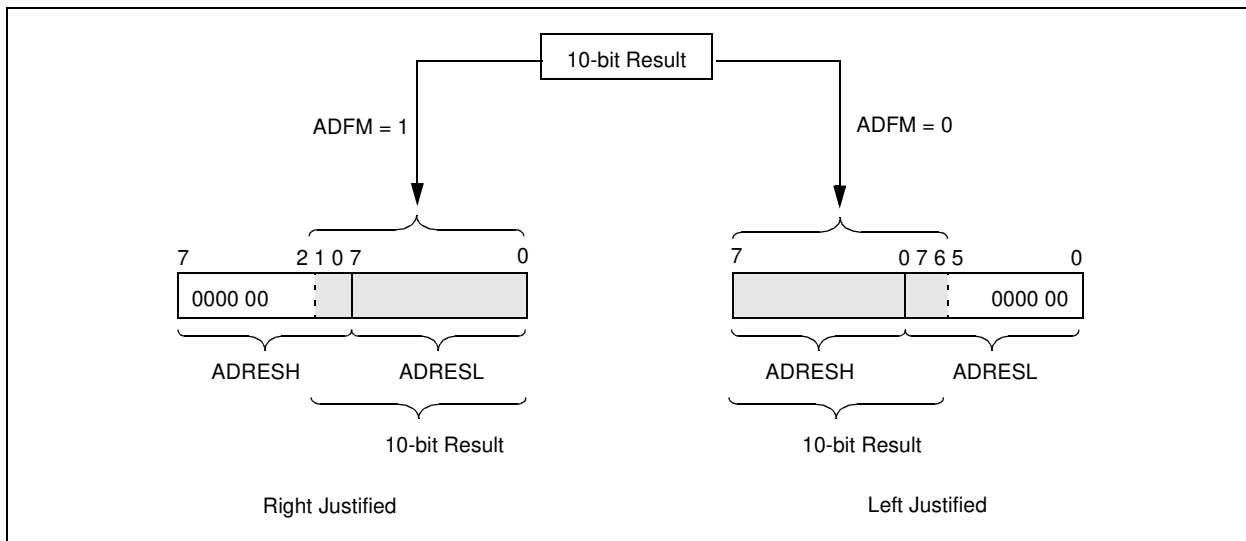 10-bit Result
ADFM = 1
ADFM = 0
7 2 1 0 7 0
7 0 7 6 5 0
0000 00
0000 00
ADRESH ADRESL
ADRESH ADRESL
10-bit Result
10-bit Result
Right Justified
Left Justified